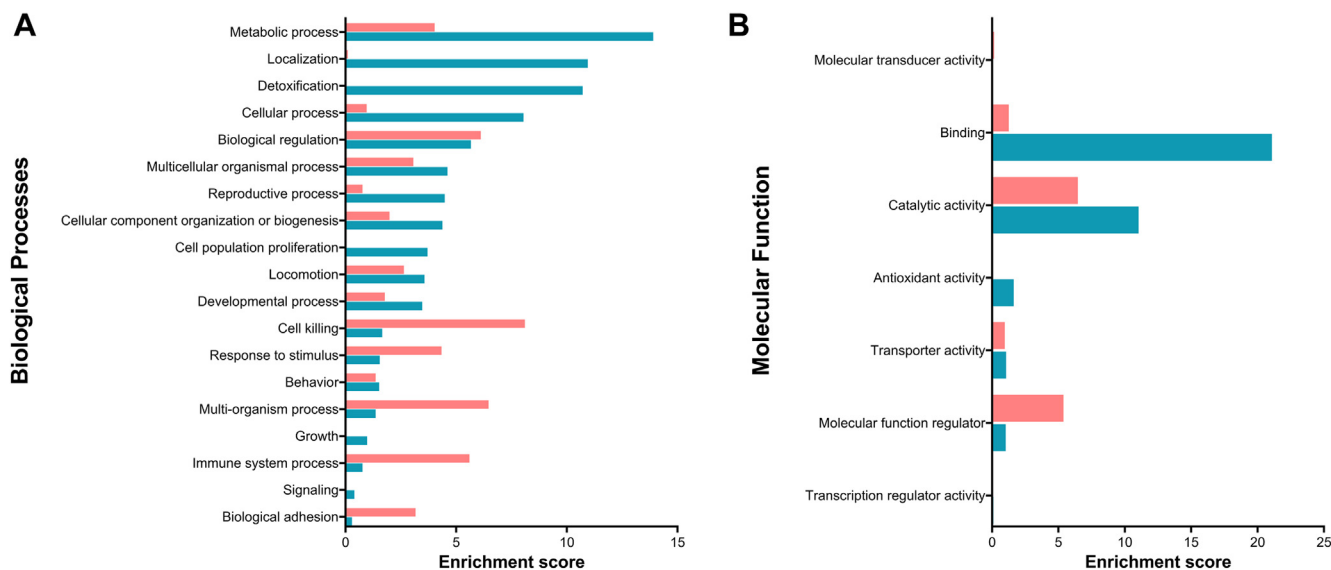 A
Biological Processes
Metabolic process
Localization
Detoxification
Cellular process
Biological regulation
Multicellular organismal process
Reproductive process
Cellular component organization or biogenesis
Cell population proliferation
Locomotion
Developmental process
Cell killing
Response to stimulus
Behavior
Multi-organism process
Growth
Immune system process
Signaling
Biological adhesion
0 5 10 15
Enrichment score
B
Molecular Function
Molecular transducer activity
Binding
Catalytic activity
Antioxidant activity
Transporter activity
Molecular function regulator
Transcription regulator activity
0 5 10 15 20 25
Enrichment score